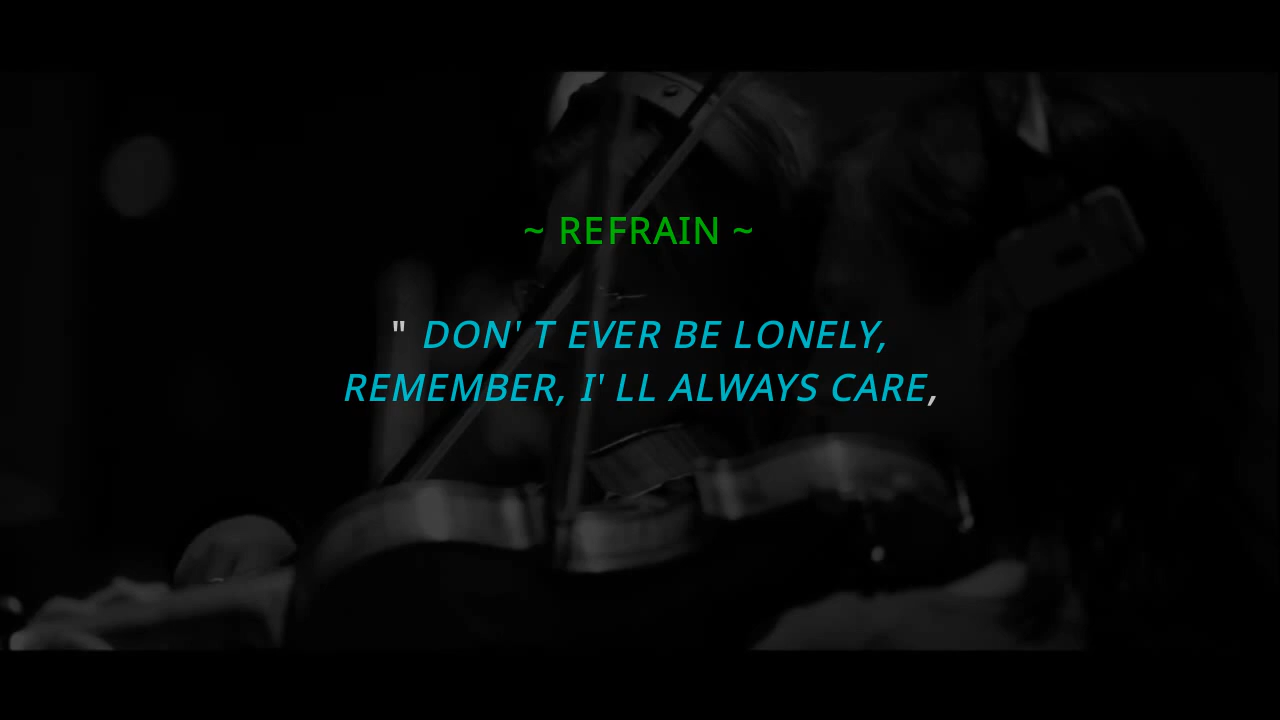 ~ REFRAIN ~
" DON' T EVER BE LONELY,
REMEMBER, I' LL ALWAYS CARE,